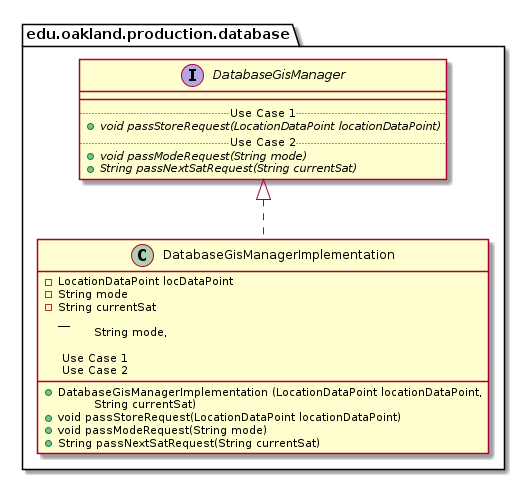 edu.oakland.production.database
I DatabaseGisManager
Use Case 1
void passStoreRequest(LocationDataPoint locationDataPoint)
Use Case 2
void passModeRequest(String mode)
String passNextSatRequest(String currentSat)
C DatabaseGisManagerImplementation
LocationDataPoint locDataPoint
String mode
String currentSat
__ String mode,
Use Case 1
Use Case 2
DatabaseGisManagerImplementation (LocationDataPoint locationDataPoint,
String currentSat)
void passStoreRequest(LocationDataPoint locationDataPoint)
void passModeRequest(String mode)
String passNextSatRequest(String currentSat)